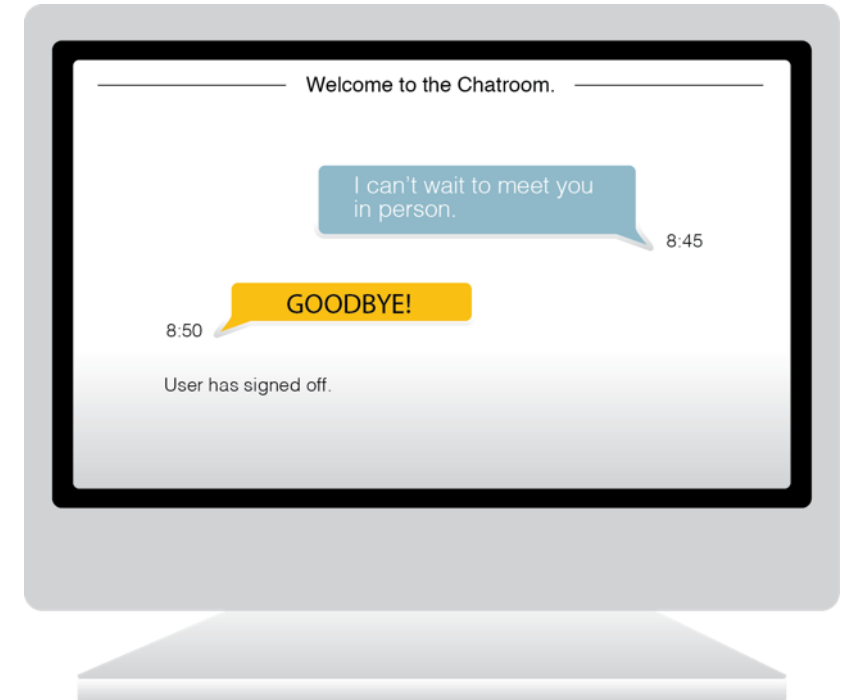 Welcome to the Chatroom.
I can't wait to meet you
in person.
8:45
GOODBYE!
8:50
User has signed off.